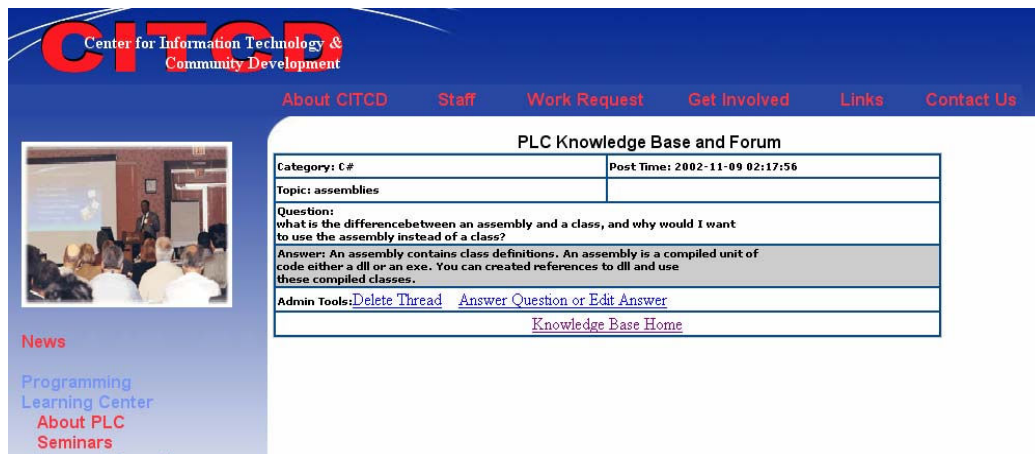 CITCD
Center for Information Technology &
Community Development
About CITCD Staff Work Request Get Involved Links Contact Us
PLC Knowledge Base and Forum
Category: C# Post Time: 2002-11-09 02:17:56
Topic: assemblies
Question:
what is the differencebetween an assembly and a class, and why would I want
to use the assembly instead of a class?
Answer: An assembly contains class definitions. An assembly is a compiled unit of
code either a dll or an exe. You can created references to dll and use
these compiled classes.
Admin Tools:Delete Thread Answer Question or Edit Answer
Knowledge Base Home
News
Programming
Learning Center
About PLC
Seminars